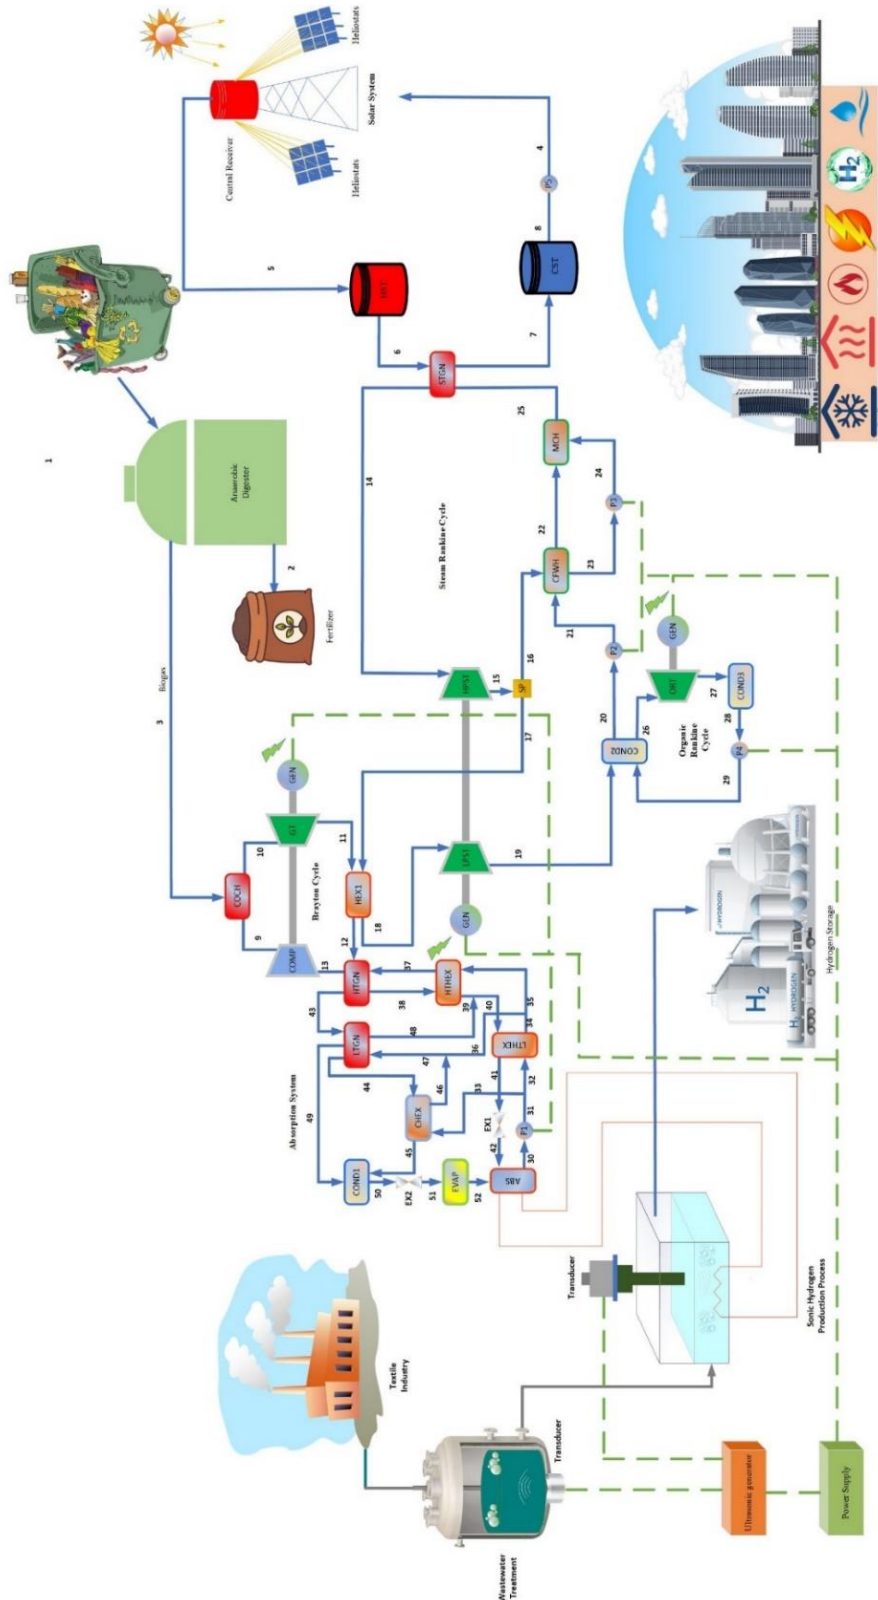 Wastewater
Treatment
Transducer
Textile
Industry
Transducer
Sonic Hydrogen
Production Process
Ultrasonic generator
Power Supply
Absorption System
49
43
44
48
47
46
45
36
38
37
39
40
35
34
33
32
31
30
41
42
50
51
52
COND1
EX2
EVAP
ABS
CHEX
EX1
P1
LTGN
LTHEX
HTGN
HTHEX
3
Biogas
COCH
9
10
COMP
GT
GEN
Brayton Cycle
13
12
11
HEX1
18
17
GEN
LPST
HPST
19
15
SP
16
14
Steam Rankine Cycle
1
Anaerobic
Digester
2
Fertilizer
Heliostats
Heliostats
Central Receiver
Solar System
5
HST
6
STGN
7
CST
8
P5
4
25
MCH
22
24
CFWH
23
P3
21
P2
20
COND2
26
Organic
Rankine
Cycle
ORT
GEN
27
COND3
28
P4
29
H2
HYDROGEN
H2 HYDROGEN
Hydrogen Storage
H2